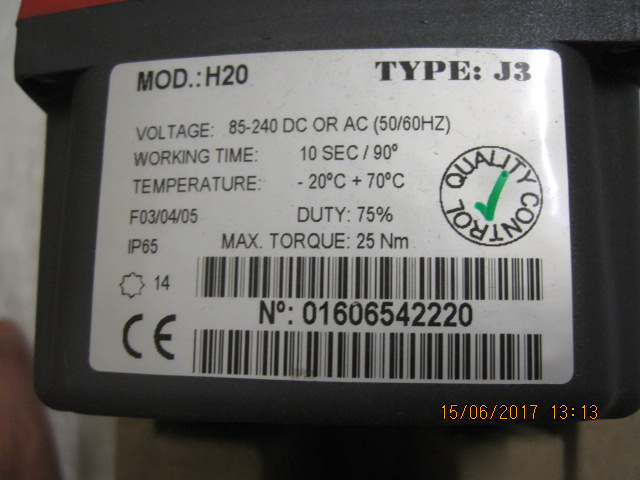 MOD.: H20 TYPE: J3
VOLTAGE: 85-240 DC OR AC (50/60HZ)
WORKING TIME: 10 SEC / 90º
TEMPERATURE: - 20ºC + 70ºC
F03/04/05 DUTY: 75%
IP65 MAX. TORQUE: 25 Nm
14
Nº: 01606542220
CE
QUALITY CONTROL
15/06/2017 13:13